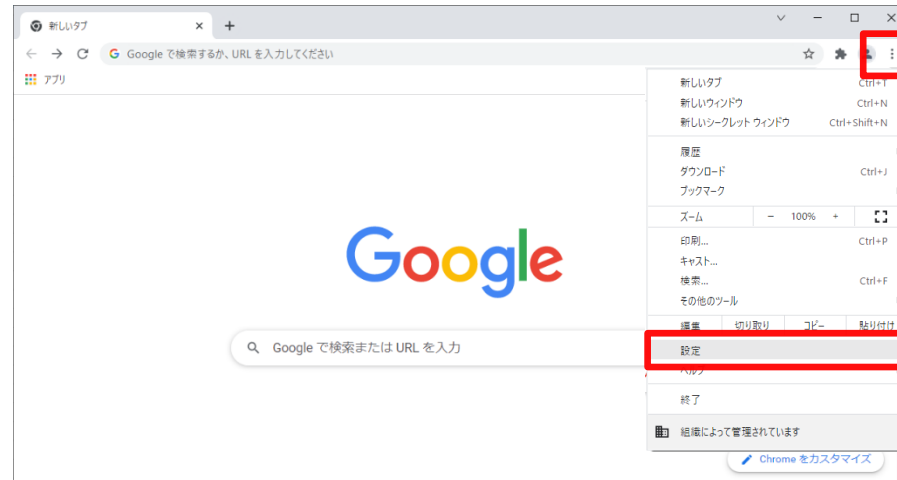 新しいタブ
Google で検索するか、URL を入力してください
アプリ
新しいタブ Ctrl+T
新しいウィンドウ Ctrl+N
新しいシークレット ウィンドウ Ctrl+Shift+N
履歴
ダウンロード Ctrl+J
ブックマーク
ズーム － 100% +
印刷... Ctrl+P
キャスト...
検索... Ctrl+F
その他のツール
編集 切り取り コピー 貼り付け
設定
ヘルプ
終了
組織によって管理されています
Google
Google で検索または URL を入力
Chrome をカスタマイズ